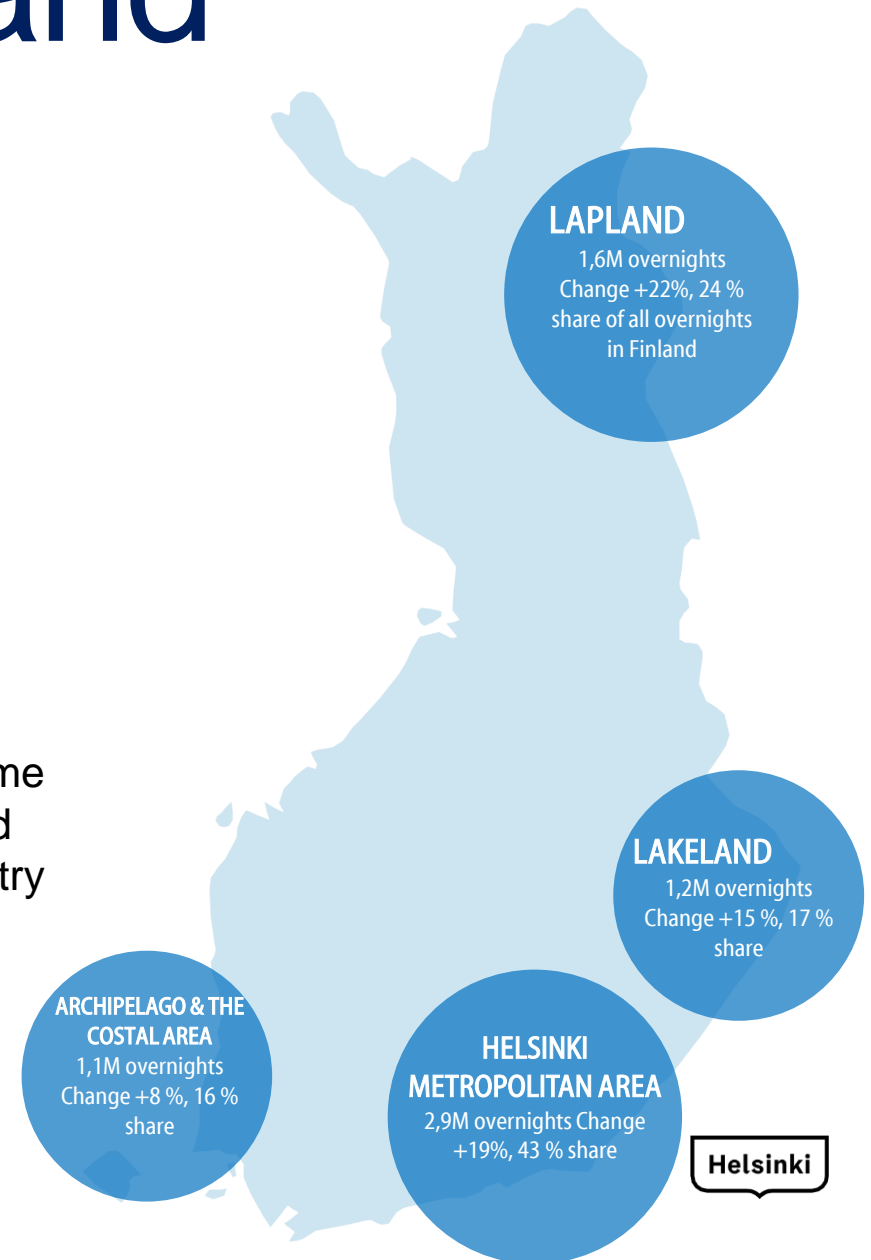 and
LAPLAND
1,6M overnights
Change +22%, 24 %
share of all overnights
in Finland
me
d
try
LAKELAND
1,2M overnights
Change +15 %, 17 %
share
ARCHIPELAGO & THE
COSTAL AREA
1,1M overnights
Change +8 %, 16 %
share
HELSINKI
METROPOLITAN AREA
2,9M overnights Change
+19%, 43 % share
Helsinki